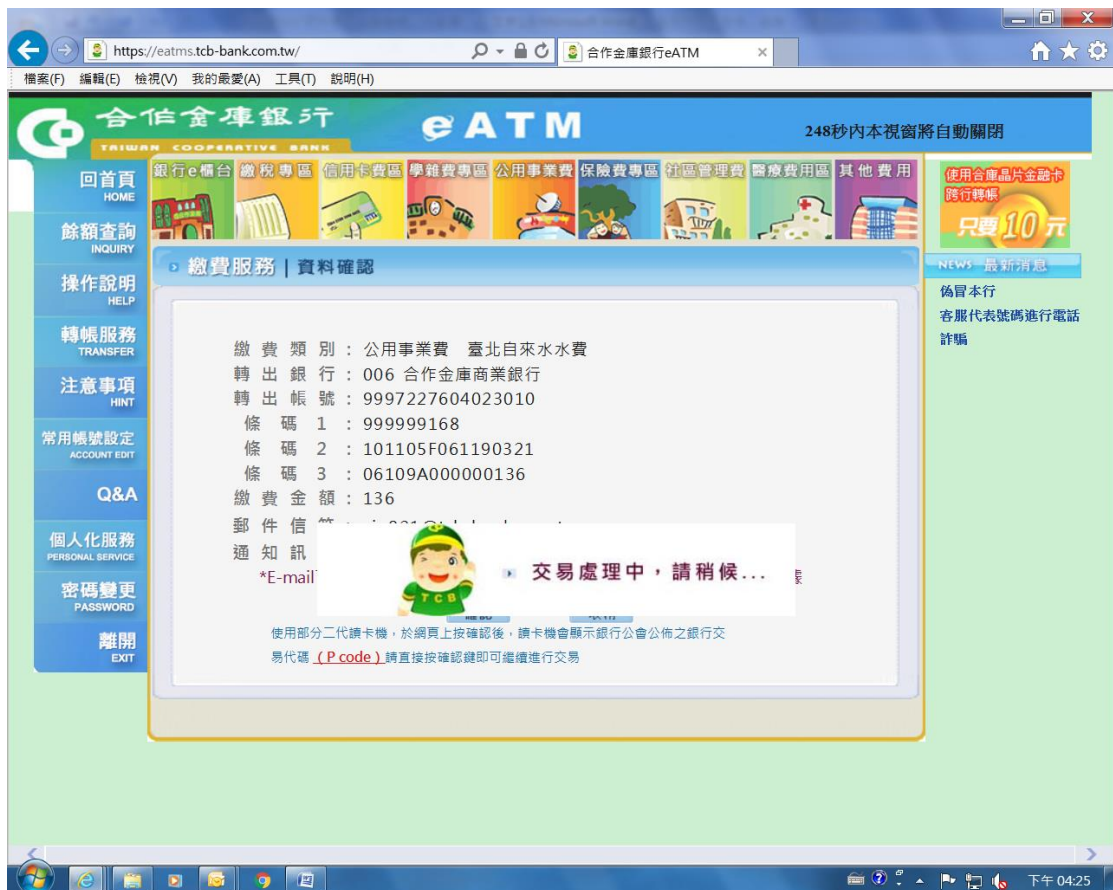 https://eatms.tcb-bank.com.tw/
合作金庫銀行eATM
檔案(F) 編輯(E) 檢視(V) 我的最愛(A) 工具(T) 說明(H)
合作金庫銀行
TAIWAN COOPERATIVE BANK
eATM
248秒內本視窗將自動關閉
銀行e櫃台 繳稅專區 信用卡費區 學雜費專區 公用事業費 保險費專區 社區管理費 醫療費用區 其他費用
回首頁
HOME
餘額查詢
INQUIRY
操作說明
HELP
轉帳服務
TRANSFER
注意事項
HINT
常用帳號設定
ACCOUNT EDIT
Q&A
個人化服務
PERSONAL SERVICE
密碼變更
PASSWORD
離開
EXIT
繳費服務 | 資料確認
繳費類別：公用事業費 臺北自來水水費
轉出銀行：006 合作金庫商業銀行
轉出帳號：9997227604023010
條碼1：999999168
條碼2：101105F061190321
條碼3：06109A000000136
繳費金額：136
郵件信
通知訊
*E-mail
TCB
交易處理中，請稍候...
使用部分二代讀卡機，於網頁上按確認後，讀卡機會顯示銀行公會公佈之銀行交
易代碼 (P code) 請直接按確認鍵即可繼續進行交易
使用合庫晶片金融卡
跨行轉帳
只要10元
NEWS 最新消息
偽冒本行
客服代表號碼進行電話
詐騙
下午 04:25